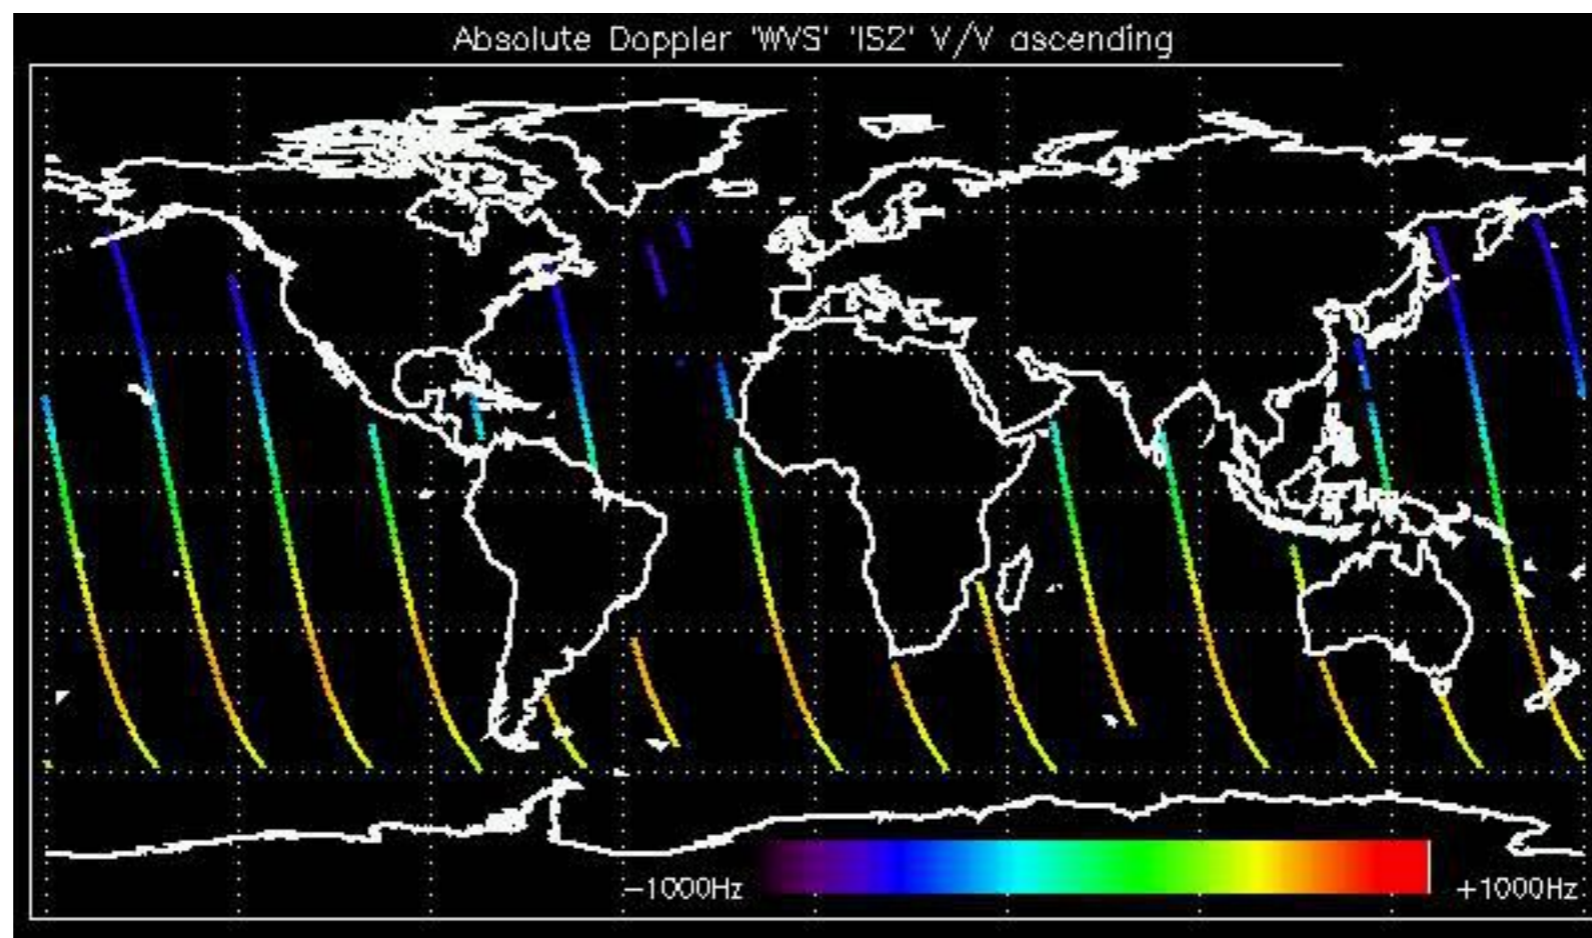 Absolute Doppler 'WVS' 'IS2' V/V ascending
-1000Hz +1000Hz